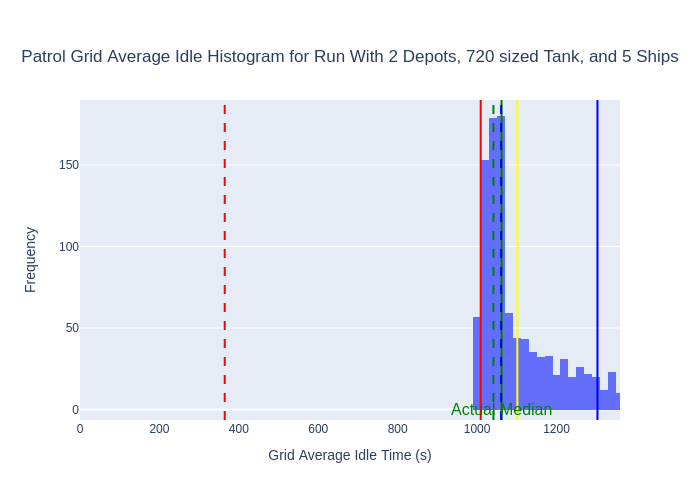 Patrol Grid Average Idle Histogram for Run With 2 Depots, 720 sized Tank, and 5 Ships
Frequency
150
100
50
0
Actual Median
0 200 400 600 800 1000 1200
Grid Average Idle Time (s)